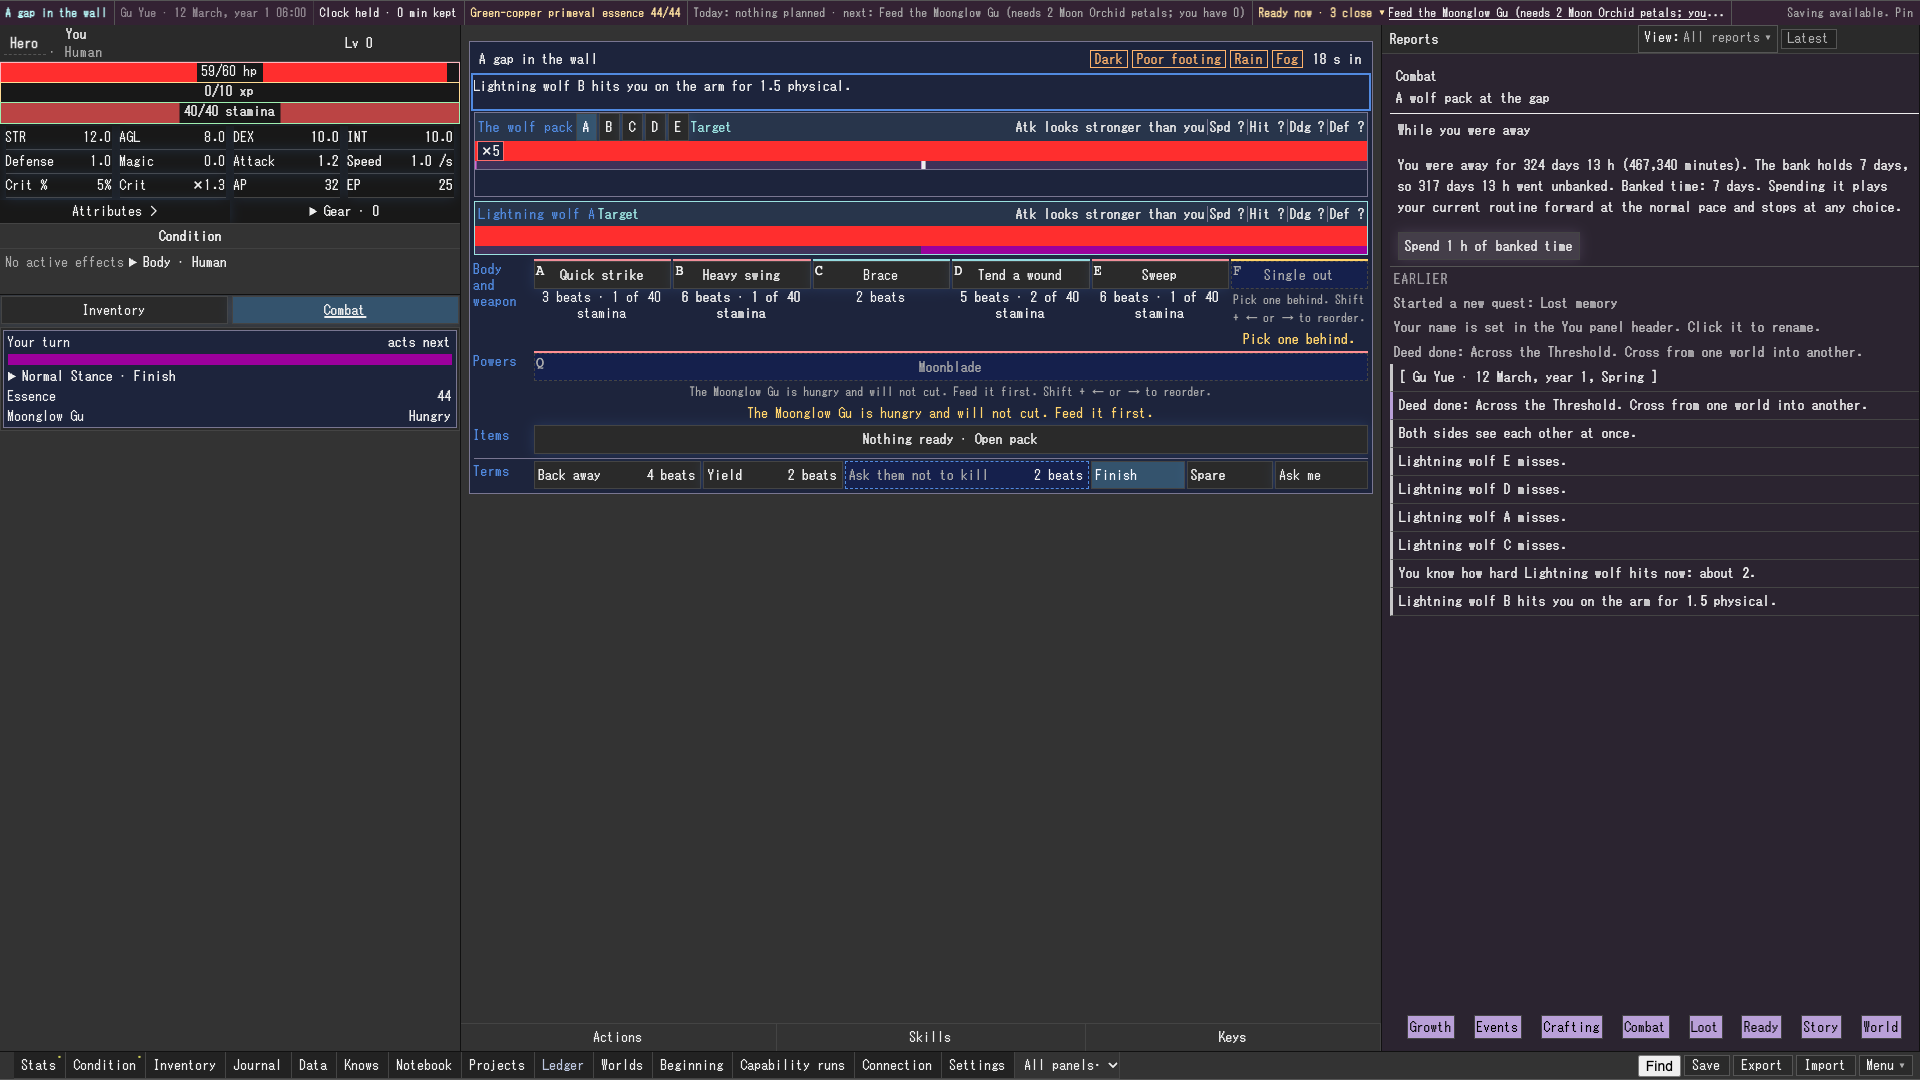 A gap in the wall
Gu Yue · 12 March, year 1 06:00
Clock held · 0 min kept
Green-copper primeval essence 44/44
Today: nothing planned · next: Feed the Moonglow Gu (needs 2 Moon Orchid petals; you have 0)
Ready now · 3 close ▾
Feed the Moonglow Gu (needs 2 Moon Orchid petals; you...
Saving available. Pin
Hero
You
Human
Lv 0
59/60 hp
0/10 xp
40/40 stamina
STR 12.0 AGL 8.0 DEX 10.0 INT 10.0
Defense 1.0 Magic 0.0 Attack 1.2 Speed 1.0 /s
Crit % 5% Crit ×1.3 AP 32 EP 25
Attributes >
▶ Gear · 0
Condition
No active effects ▶ Body · Human
Inventory
Combat
Your turn acts next
▶ Normal Stance · Finish
Essence 44
Moonglow Gu Hungry
A gap in the wall
Dark Poor footing Rain Fog 18 s in
Lightning wolf B hits you on the arm for 1.5 physical.
The wolf pack A B C D E Target
Atk looks stronger than you Spd ? Hit ? Ddg ? Def ?
×5
Lightning wolf A Target
Atk looks stronger than you Spd ? Hit ? Ddg ? Def ?
Body and weapon
A Quick strike
3 beats · 1 of 40 stamina
B Heavy swing
6 beats · 1 of 40 stamina
C Brace
2 beats
D Tend a wound
5 beats · 2 of 40 stamina
E Sweep
6 beats · 1 of 40 stamina
F Single out
Pick one behind. Shift + ← or → to reorder.
Pick one behind.
Powers
Q Moonblade
The Moonglow Gu is hungry and will not cut. Feed it first. Shift + ← or → to reorder.
The Moonglow Gu is hungry and will not cut. Feed it first.
Items
Nothing ready · Open pack
Terms
Back away 4 beats
Yield 2 beats
Ask them not to kill 2 beats
Finish
Spare
Ask me
Actions
Skills
Keys
Reports
View: All reports ▾
Latest
Combat
A wolf pack at the gap
While you were away
You were away for 324 days 13 h (467,340 minutes). The bank holds 7 days,
so 317 days 13 h went unbanked. Banked time: 7 days. Spending it plays
your current routine forward at the normal pace and stops at any choice.
Spend 1 h of banked time
EARLIER
Started a new quest: Lost memory
Your name is set in the You panel header. Click it to rename.
Deed done: Across the Threshold. Cross from one world into another.
[ Gu Yue · 12 March, year 1, Spring ]
Deed done: Across the Threshold. Cross from one world into another.
Both sides see each other at once.
Lightning wolf E misses.
Lightning wolf D misses.
Lightning wolf A misses.
Lightning wolf C misses.
You know how hard Lightning wolf hits now: about 2.
Lightning wolf B hits you on the arm for 1.5 physical.
Growth Events Crafting Combat Loot Ready Story World
Stats Condition Inventory Journal Data Knows Notebook Projects Ledger Worlds Beginning Capability runs Connection Settings All panels·
Find Save Export Import Menu ▾